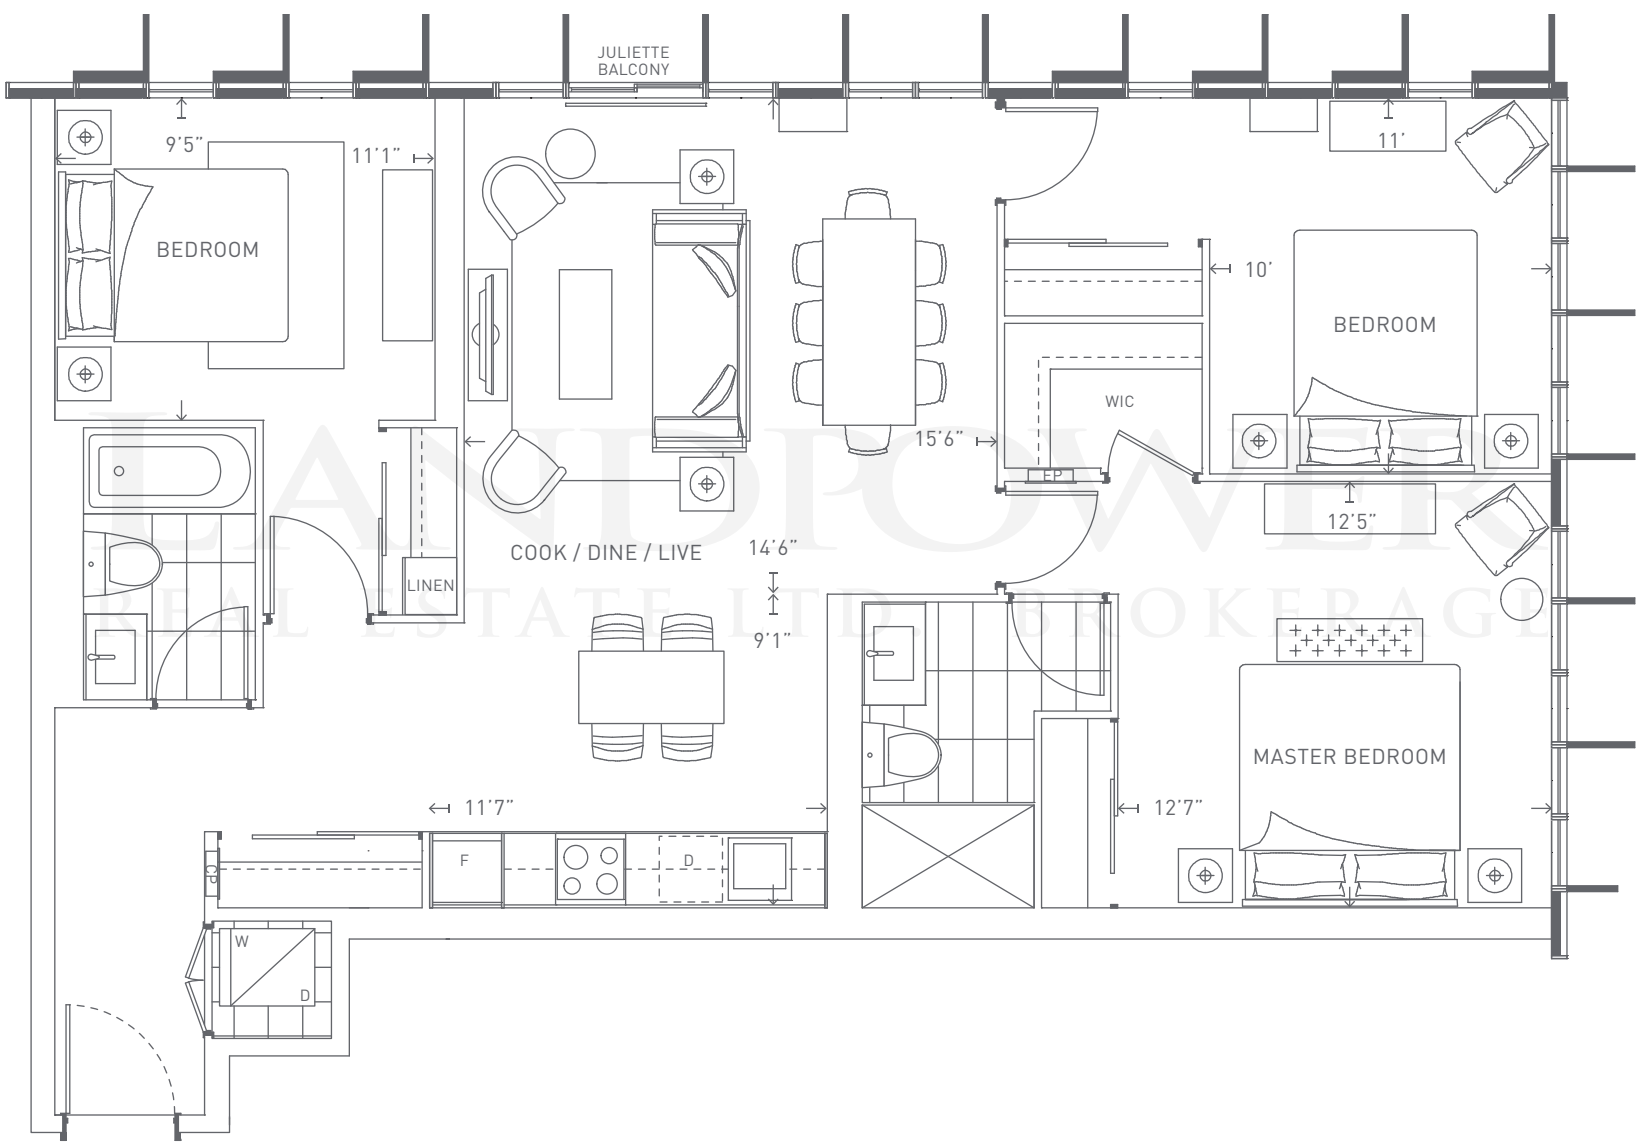 JULIETTE
BALCONY
9'5"
11'1"
11'
BEDROOM
10'
BEDROOM
WIC
15'6"
EP
12'5"
LANDPOWER
COOK / DINE / LIVE
14'6"
LINEN
REAL ESTATE LTD. BROKERAGE
9'1"
MASTER BEDROOM
11'7"
12'7"
F
D
CP
W
D